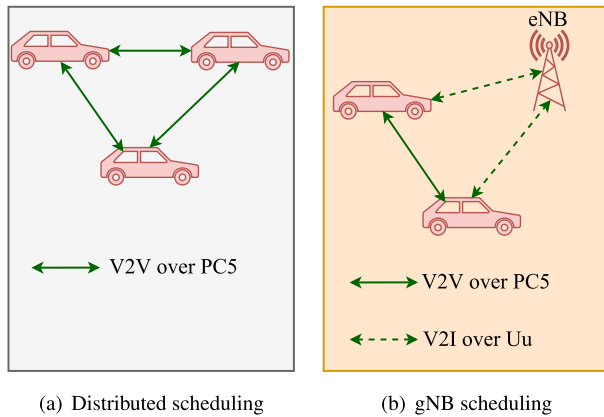 eNB
V2V over PC5
V2V over PC5
V2I over Uu
(a) Distributed scheduling
(b) gNB scheduling